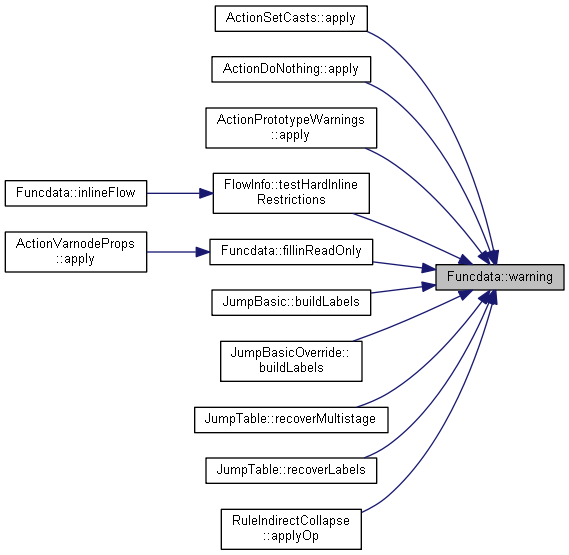 ActionSetCasts::apply
ActionDoNothing::apply
ActionPrototypeWarnings
::apply
Funcdata::inlineFlow
FlowInfo::testHardInline
Restrictions
ActionVarnodeProps
::apply
Funcdata::fillinReadOnly
Funcdata::warning
JumpBasic::buildLabels
JumpBasicOverride::
buildLabels
JumpTable::recoverMultistage
JumpTable::recoverLabels
RuleIndirectCollapse
::applyOp